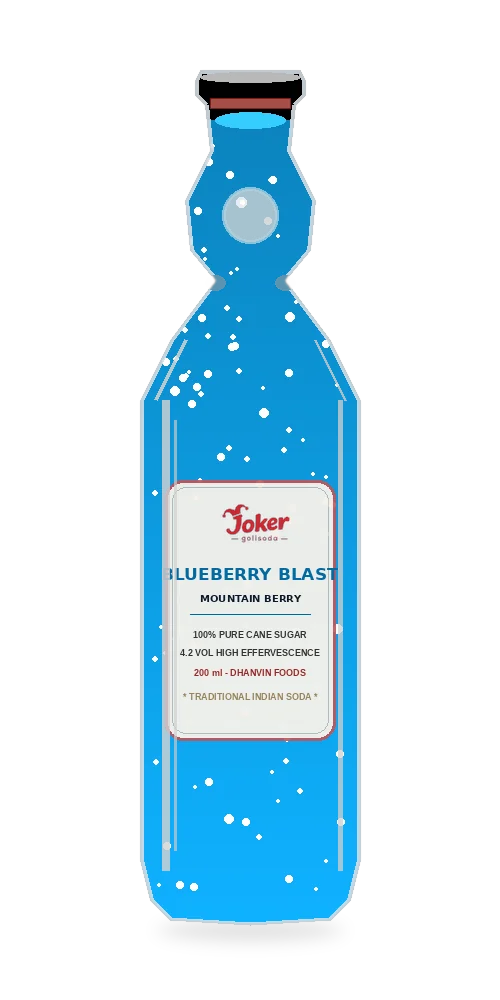 Joker
— golisoda —
BLUEBERRY BLAST
MOUNTAIN BERRY
100% PURE CANE SUGAR
4.2 VOL HIGH EFFERVESCENCE
200 ml - DHANVIN FOODS
* TRADITIONAL INDIAN SODA *